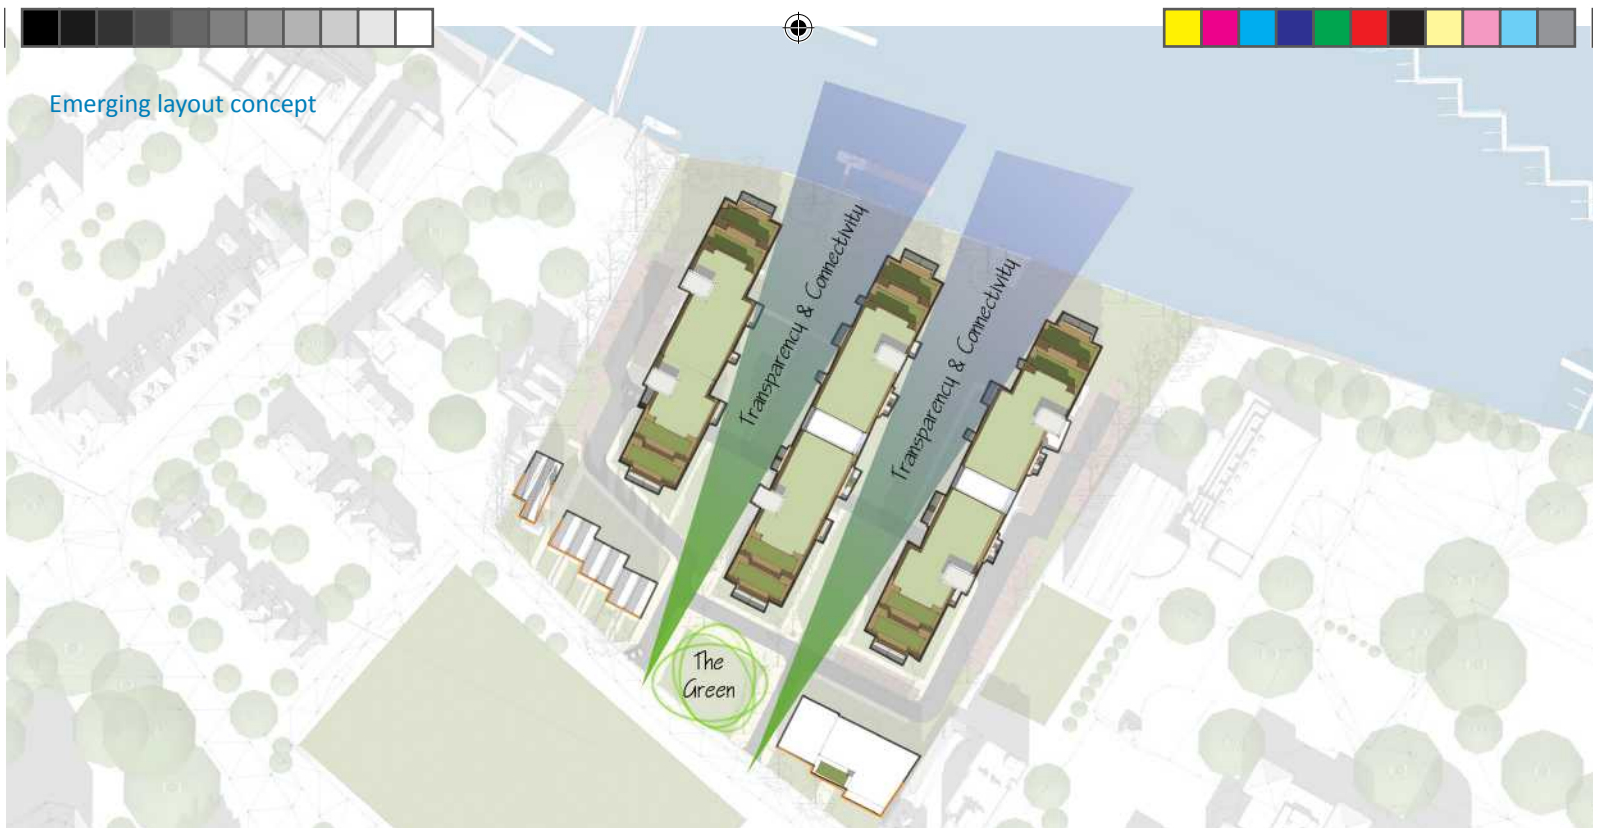 Emerging layout concept
Transparency & Connectivity
Transparency & Connectivity
The
Green